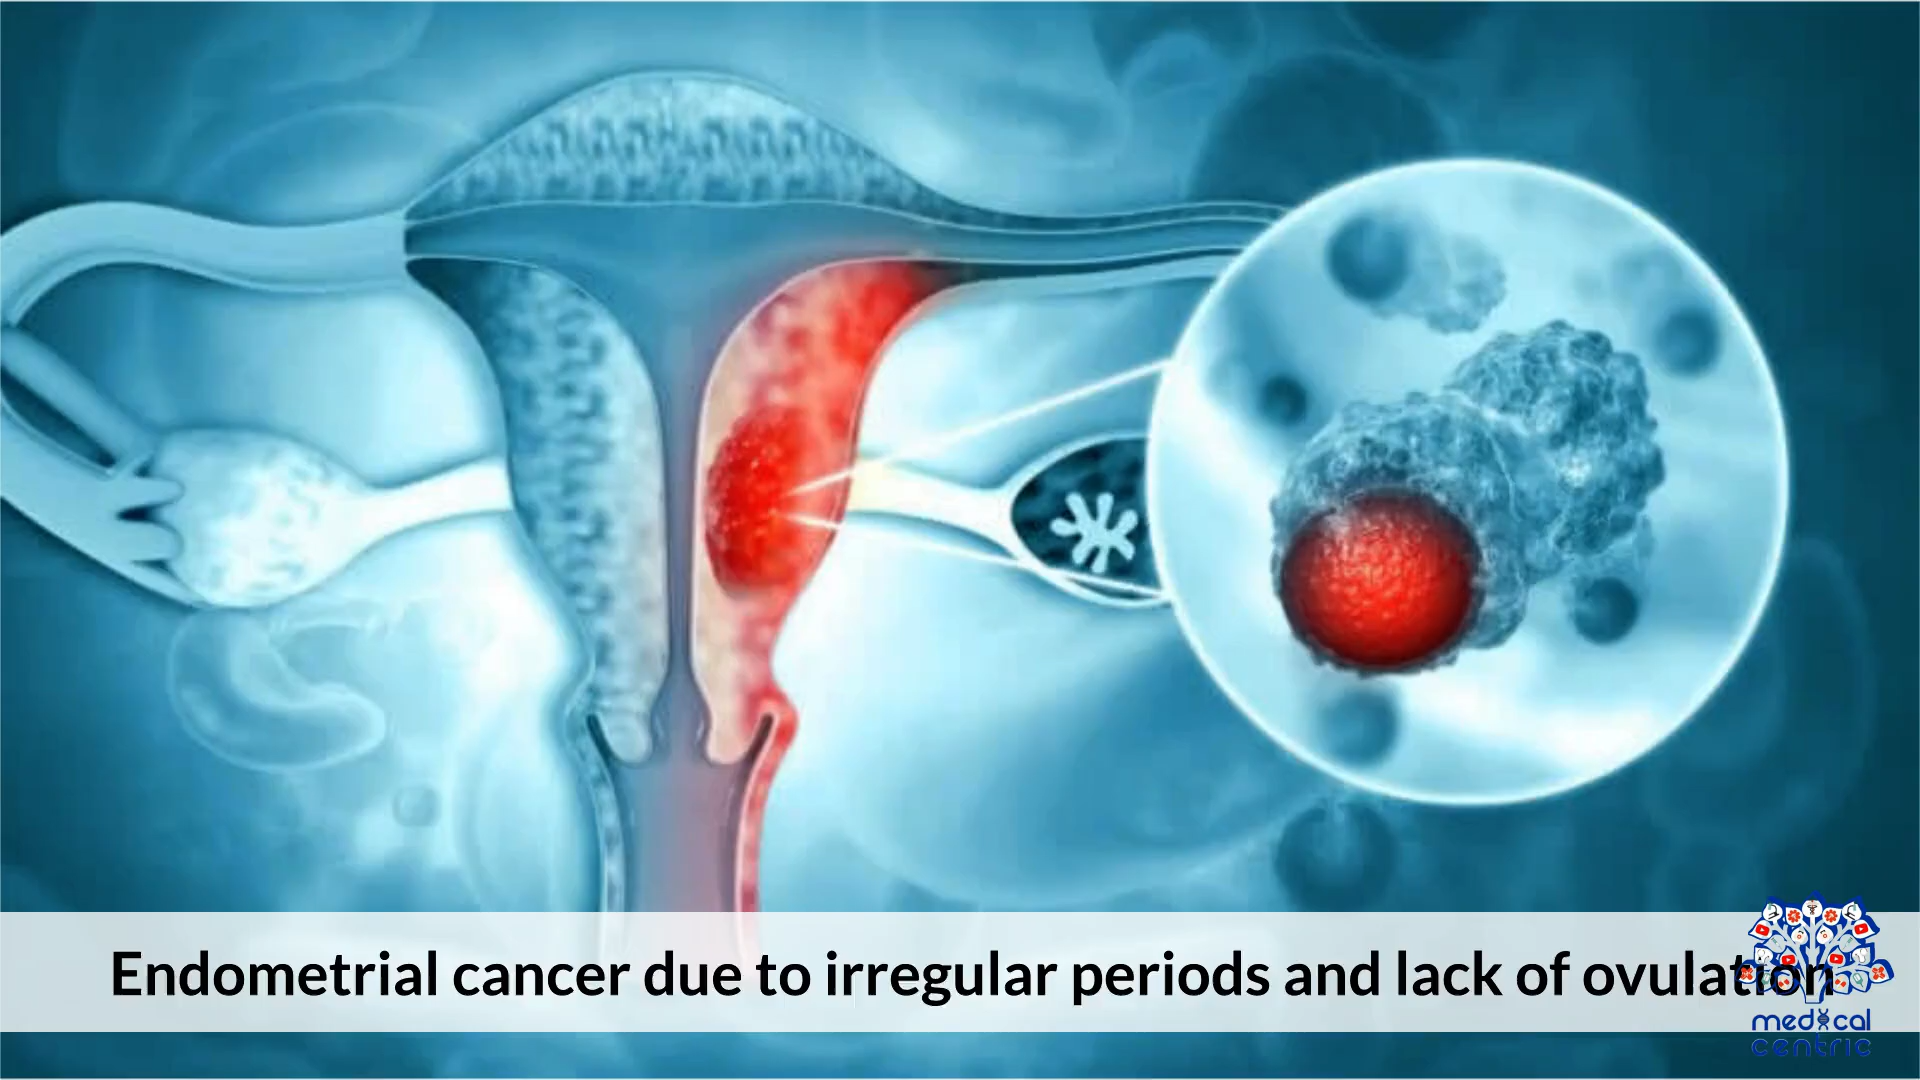 Endometrial cancer due to irregular periods and lack of ovulation
medical
centric